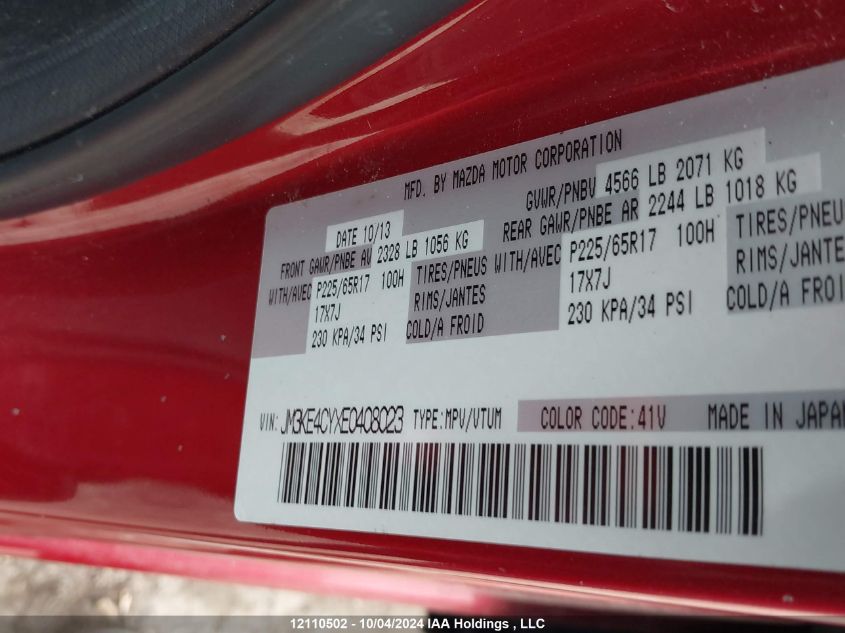 MFD. BY MAZDA MOTOR CORPORATION
DATE 10/13
GVWR/PNBV 4566 LB 2071 KG
FRONT GAWR/PNBE AV 2328 LB 1056 KG
REAR GAWR/PNBE AR 2244 LB 1018 KG
WITH/AVEC P225/65R17 100H TIRES/PNEUS WITH/AVEC P225/65R17 100H TIRES/PNEU
17X7J RIMS/JANTES 17X7J RIMS/JANTE
230 KPA/34 PSI COLD/A FROID 230 KPA/34 PSI COLD/A FROI
VIN: JM3KE4CYXE0408023 TYPE:MPV/VTUM COLOR CODE:41V MADE IN JAPAN
12110502 - 10/04/2024 IAA Holdings , LLC